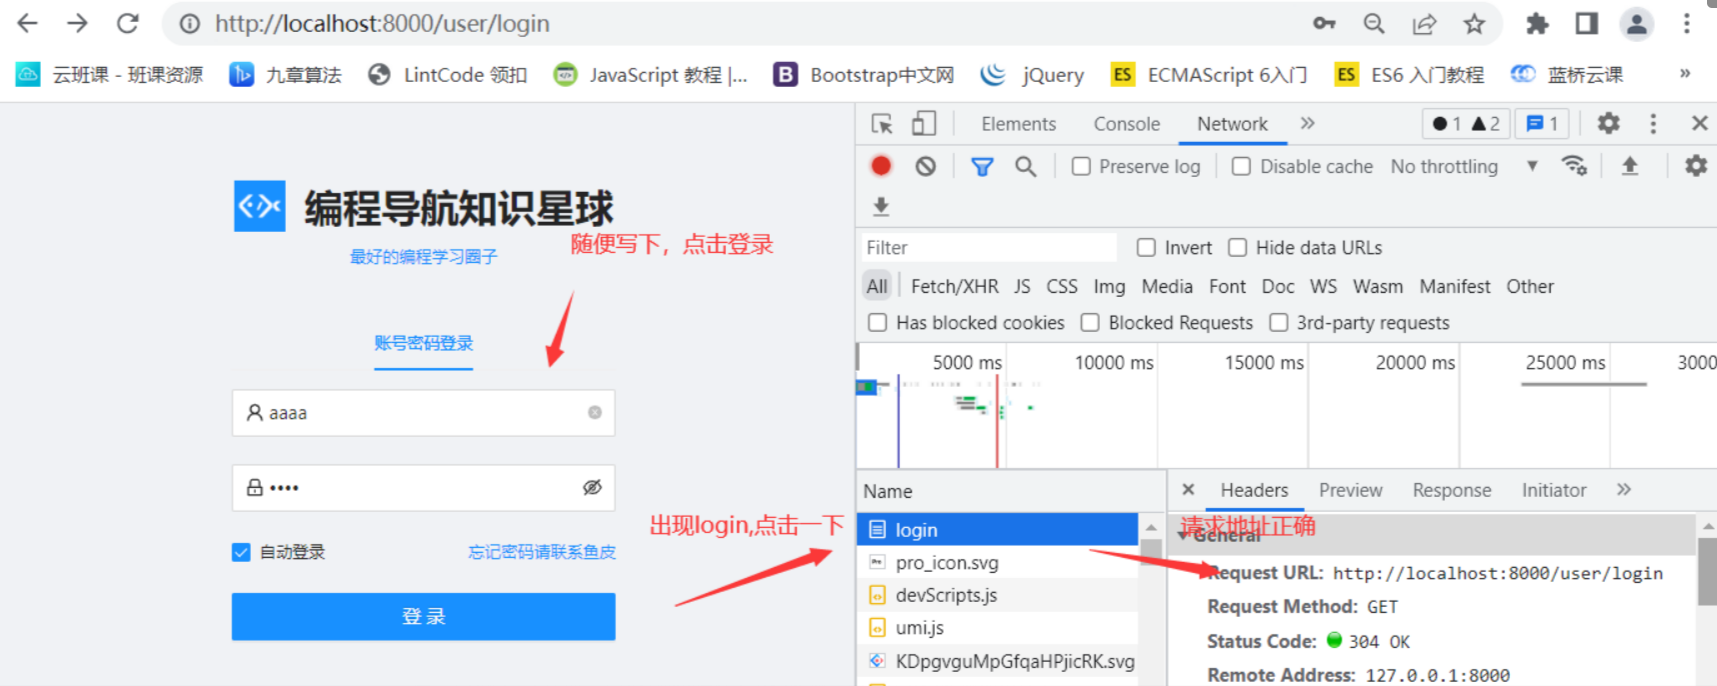 http://localhost:8000/user/login
云班课 - 班课资源 九章算法 LintCode 领扣 JavaScript 教程 |... Bootstrap中文网 jQuery ES ECMAScript 6入门 ES ES6 入门教程 蓝桥云课 »
Elements Console Network » 1 2 1
Preserve log Disable cache No throttling
编程导航知识星球
最好的编程学习圈子
随便写下，点击登录
Filter Invert Hide data URLs
All Fetch/XHR JS CSS Img Media Font Doc WS Wasm Manifest Other
Has blocked cookies Blocked Requests 3rd-party requests
账号密码登录
5000 ms 10000 ms 15000 ms 20000 ms 25000 ms 3000
aaaa
••••
自动登录 忘记密码请联系鱼皮
登 录
出现login,点击一下
Name
login
pro_icon.svg
devScripts.js
umi.js
KDpgvguMpGfqaHPjicRK.svg
Headers Preview Response Initiator »
请求地址正确
General
Request URL: http://localhost:8000/user/login
Request Method: GET
Status Code: 304 OK
Remote Address: 127.0.0.1:8000